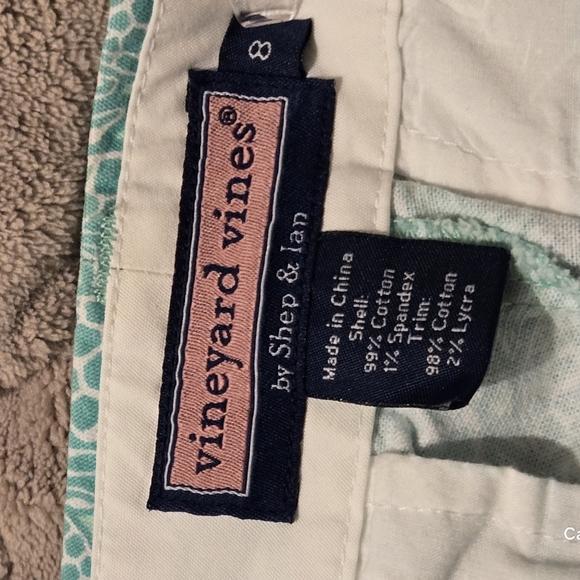 8
vineyard vines®
by Shep & Ian
Made in China
Shell:
99% Cotton
1% Spandex
Trim:
98% Cotton
2% Lycra
Ca